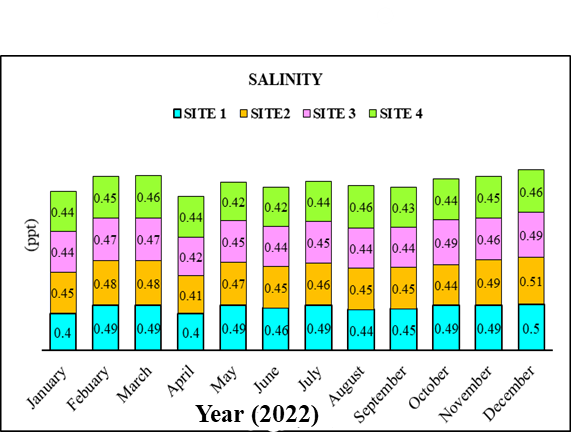 SALINITY
SITE 1 SITE2 SITE 3 SITE 4
(ppt)
0.44 0.45 0.46 0.44 0.42 0.42 0.44 0.46 0.43 0.44 0.45 0.46
0.44 0.47 0.47 0.42 0.45 0.44 0.45 0.44 0.44 0.49 0.46 0.49
0.45 0.48 0.48 0.41 0.47 0.45 0.46 0.45 0.45 0.44 0.49 0.51
0.4 0.49 0.49 0.4 0.49 0.46 0.49 0.44 0.45 0.49 0.49 0.5
January Febuary March April May June July August September October November December
Year (2022)